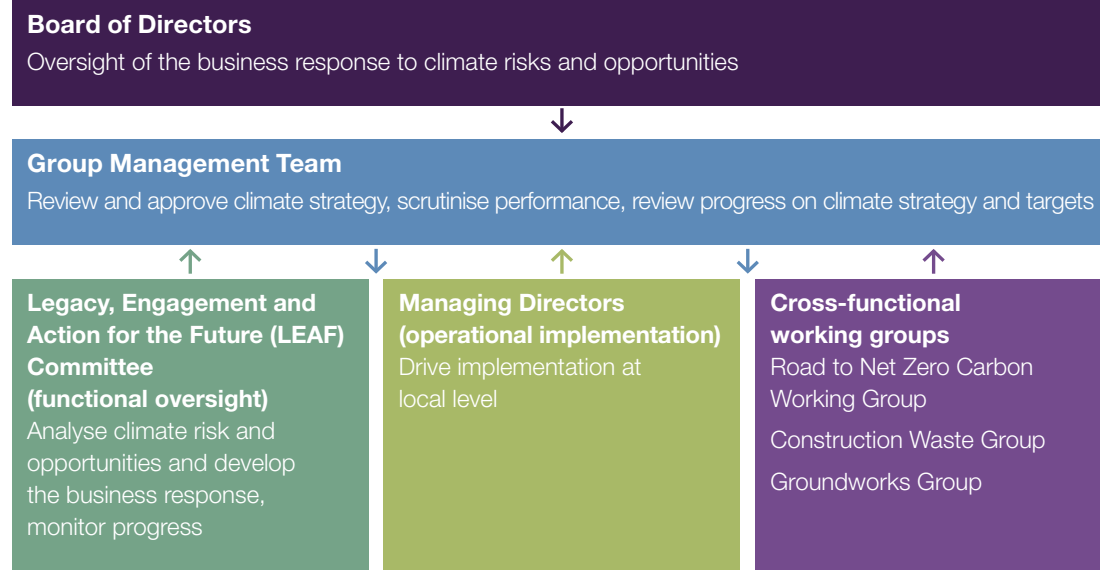 Board of Directors
Oversight of the business response to climate risks and opportunities
Group Management Team
Review and approve climate strategy, scrutinise performance, review progress on climate strategy and targets
Legacy, Engagement and
Action for the Future (LEAF)
Committee
(functional oversight)
Analyse climate risk and
opportunities and develop
the business response,
monitor progress
Managing Directors
(operational implementation)
Drive implementation at
local level
Cross-functional
working groups
Road to Net Zero Carbon
Working Group
Construction Waste Group
Groundworks Group